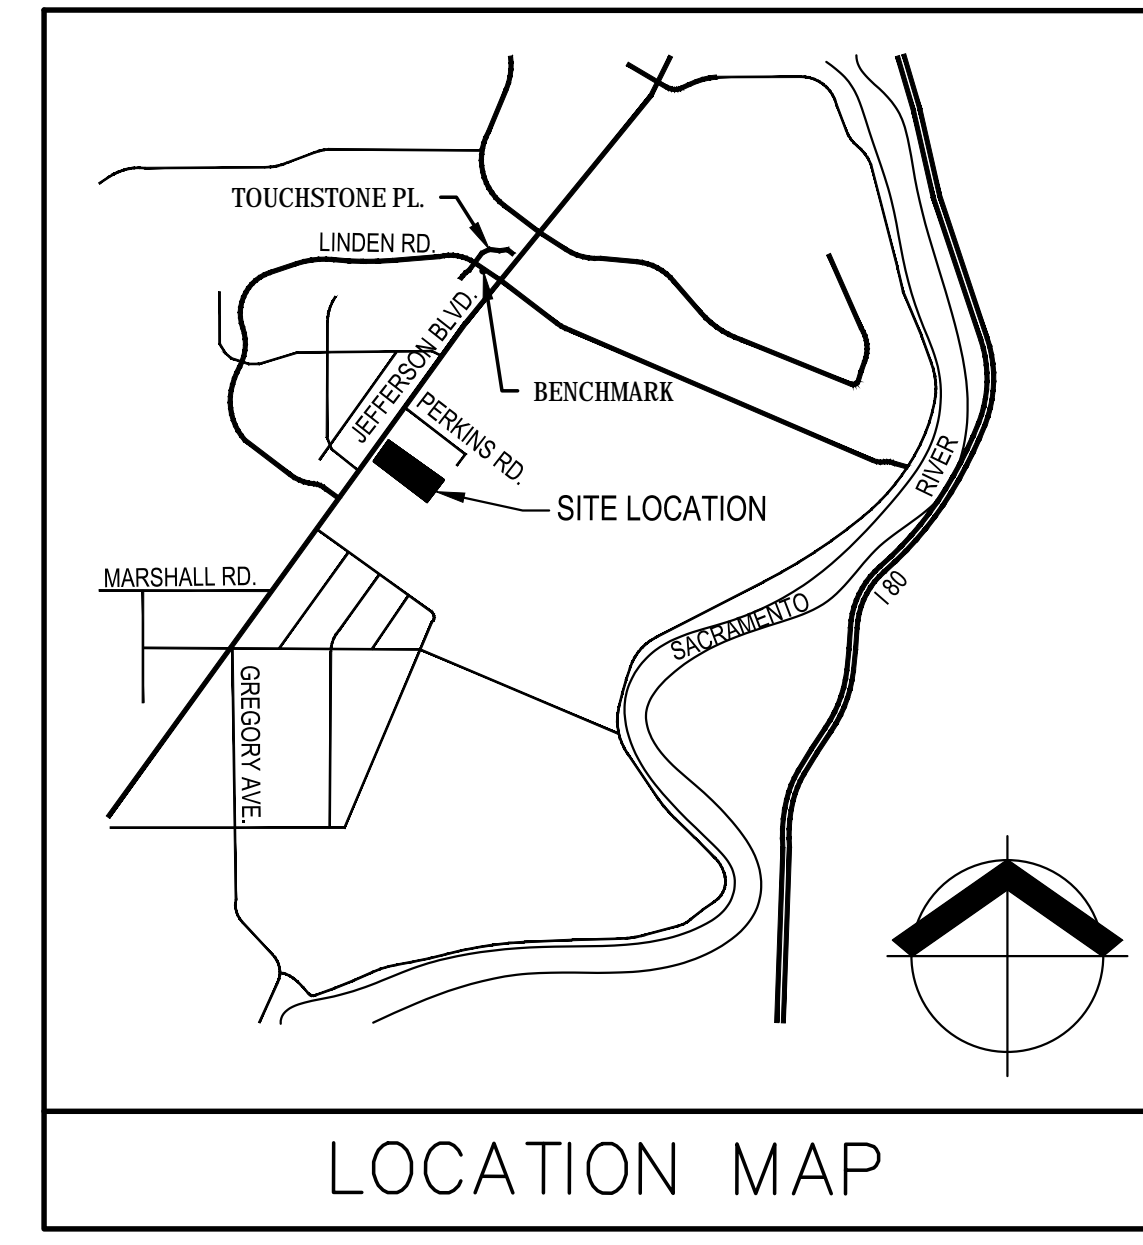 TOUCHSTONE PL.
LINDEN RD.
JEFFERSON BLVD.
BENCHMARK
PERKINS RD.
RIVER
SITE LOCATION
MARSHALL RD.
I 80
SACRAMENTO
GREGORY AVE.
LOCATION MAP